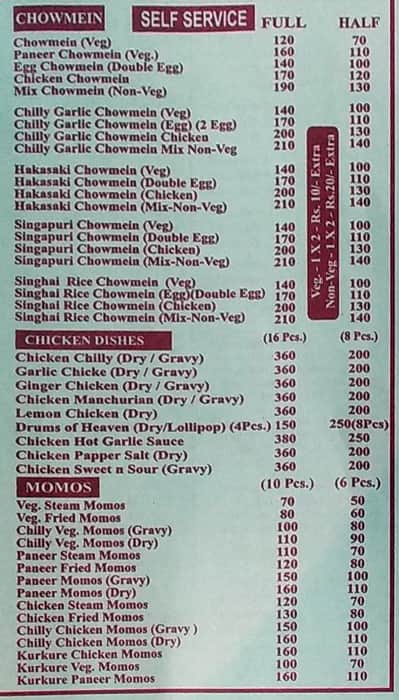 CHOWMEIN SELF SERVICE FULL HALF
Chowmein (Veg) 120 70
Paneer Chowmein (Veg.) 160 110
Egg Chowmein (Double Egg) 140 100
Chicken Chowmein 170 120
Mix Chowmein (Non-Veg) 190 130
Chilly Garlic Chowmein (Veg) 140 100
Chilly Garlic Chowmein (Egg) (2 Egg) 170 110
Chilly Garlic Chowmein Chicken 200 130
Chilly Garlic Chowmein Mix Non-Veg 210 140
Hakasaki Chowmein (Veg) 140 100
Hakasaki Chowmein (Double Egg) 170 110
Hakasaki Chowmein (Chicken) 200 130
Hakasaki Chowmein (Mix-Non-Veg) 210 140
Singapuri Chowmein (Veg) 140 100
Singapuri Chowmein (Double Egg) 170 110
Singapuri Chowmein (Chicken) 200 130
Singapuri Chowmein (Mix-Non-Veg) 210 140
Singhai Rice Chowmein (Veg) 140 100
Singhai Rice Chowmein (Egg)(Double Egg) 170 110
Singhai Rice Chowmein (Chicken) 200 130
Singhai Rice Chowmein (Mix-Non-Veg) 210 140
Veg. - 1 X 2 - Rs. 10/- Extra
Non-Veg - 1 X 2 - Rs.20/- Extra
CHICKEN DISHES (16 Pcs.) (8 Pcs.)
Chicken Chilly (Dry / Gravy) 360 200
Garlic Chicke (Dry / Gravy) 360 200
Ginger Chicken (Dry / Gravy) 360 200
Chicken Manchurian (Dry / Gravy) 360 200
Lemon Chicken (Dry) 360 200
Drums of Heaven (Dry/Lollipop) (4Pcs.) 150 250(8Pcs)
Chicken Hot Garlic Sauce 380 250
Chicken Papper Salt (Dry) 360 200
Chicken Sweet n Sour (Gravy) 360 200
MOMOS (10 Pcs.) (6 Pcs.)
Veg. Steam Momos 70 50
Veg. Fried Momos 80 60
Chilly Veg. Momos (Gravy) 100 80
Chilly Veg. Momos (Dry) 110 90
Paneer Steam Momos 110 70
Paneer Fried Momos 120 80
Paneer Momos (Gravy) 150 100
Paneer Momos (Dry) 160 110
Chicken Steam Momos 120 70
Chicken Fried Momos 130 80
Chilly Chicken Momos (Gravy ) 150 100
Chilly Chicken Momos (Dry) 160 110
Kurkure Chicken Momos 160 110
Kurkure Veg. Momos 100 70
Kurkure Paneer Momos 160 110